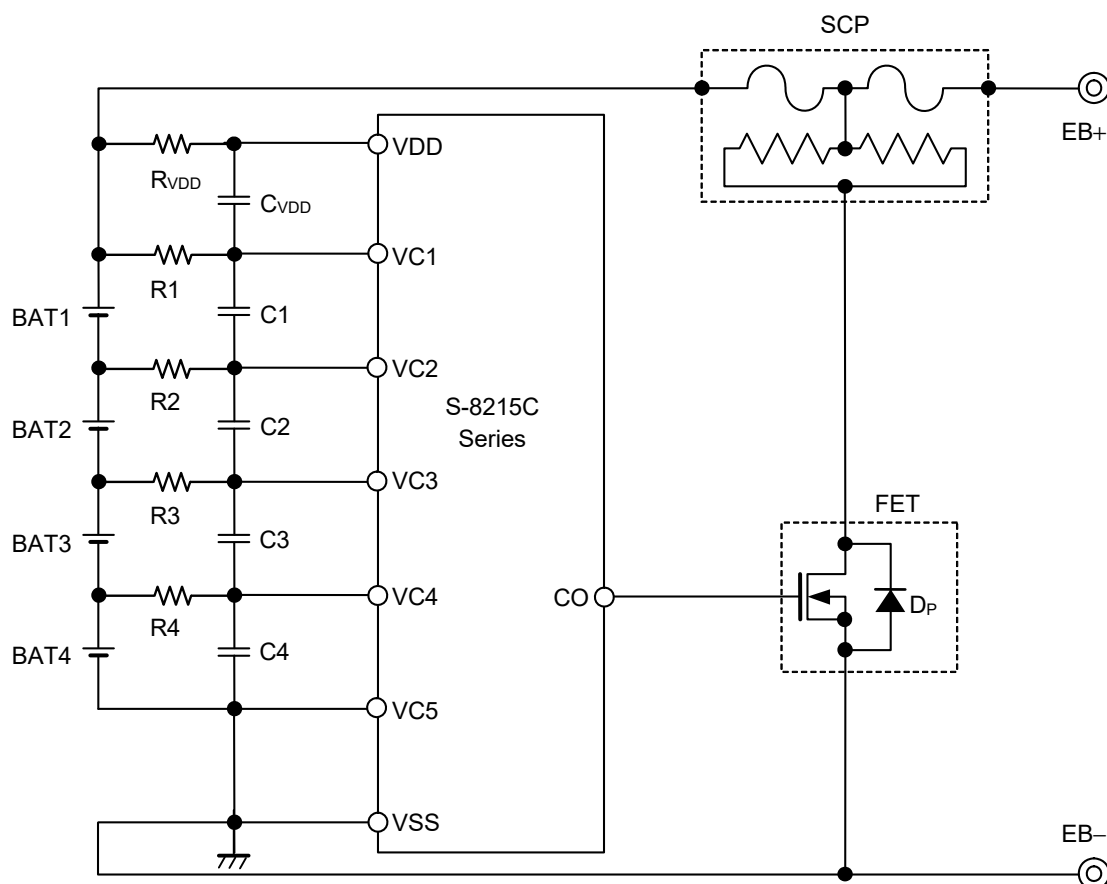 SCP
EB+
VDD
RVDD
CVDD
VC1
R1
BAT1
C1
VC2
R2
S-8215C
Series
BAT2
C2
VC3
R3
FET
BAT3
C3
CO
VC4
DP
R4
BAT4
C4
VC5
VSS
EB−